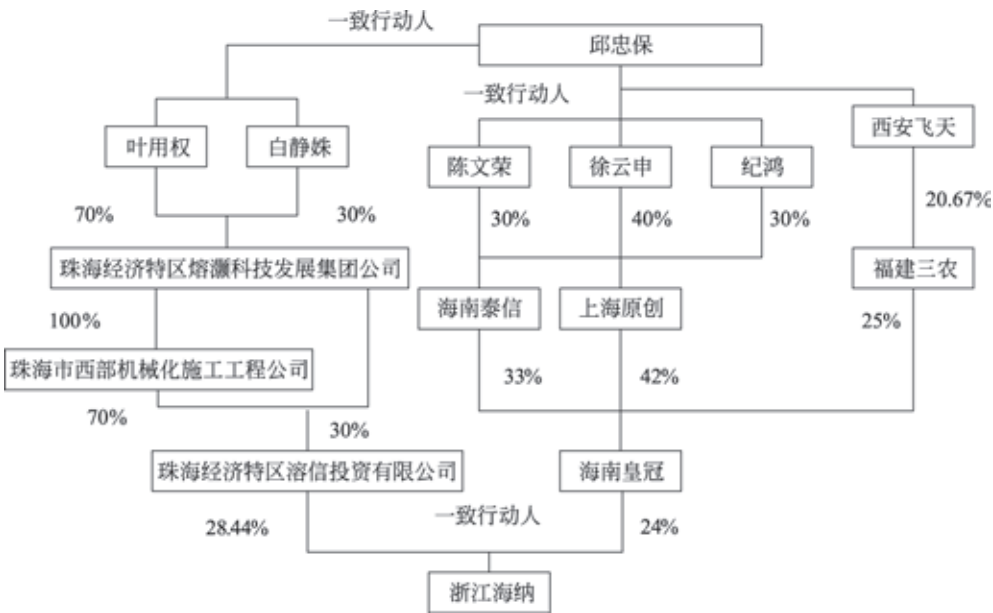 一致行动人
邱忠保
一致行动人
叶用权
白静姝
陈文荣
徐云申
纪鸿
西安飞天
70%
30%
30%
40%
30%
20.67%
珠海经济特区熔灏科技发展集团公司
福建三农
100%
海南泰信
上海原创
25%
珠海市西部机械化施工工程公司
33%
42%
70%
30%
珠海经济特区溶信投资有限公司
海南皇冠
28.44%
一致行动人
24%
浙江海纳